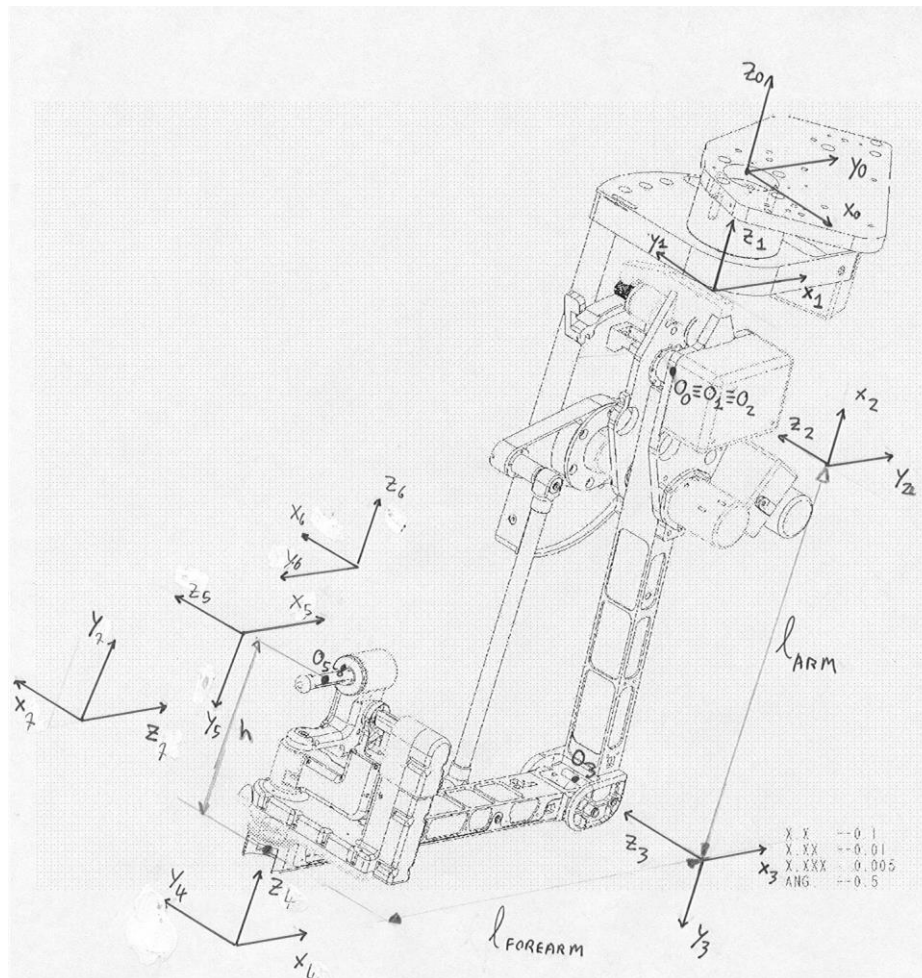 Z0
Y0
X0
Z1
Y1
X1
O0≡O1≡O2
X2
Z2
Y2
Z6
X6
Y6
Z5
X5
Y5
Y7
X7
Z7
O5
h
lARM
O3
Z3
X3
Y3
X.X --0.1
X.XX --0.01
X.XXX -0.005
ANG. --0.5
Y4
Z4
X4
lFOREARM